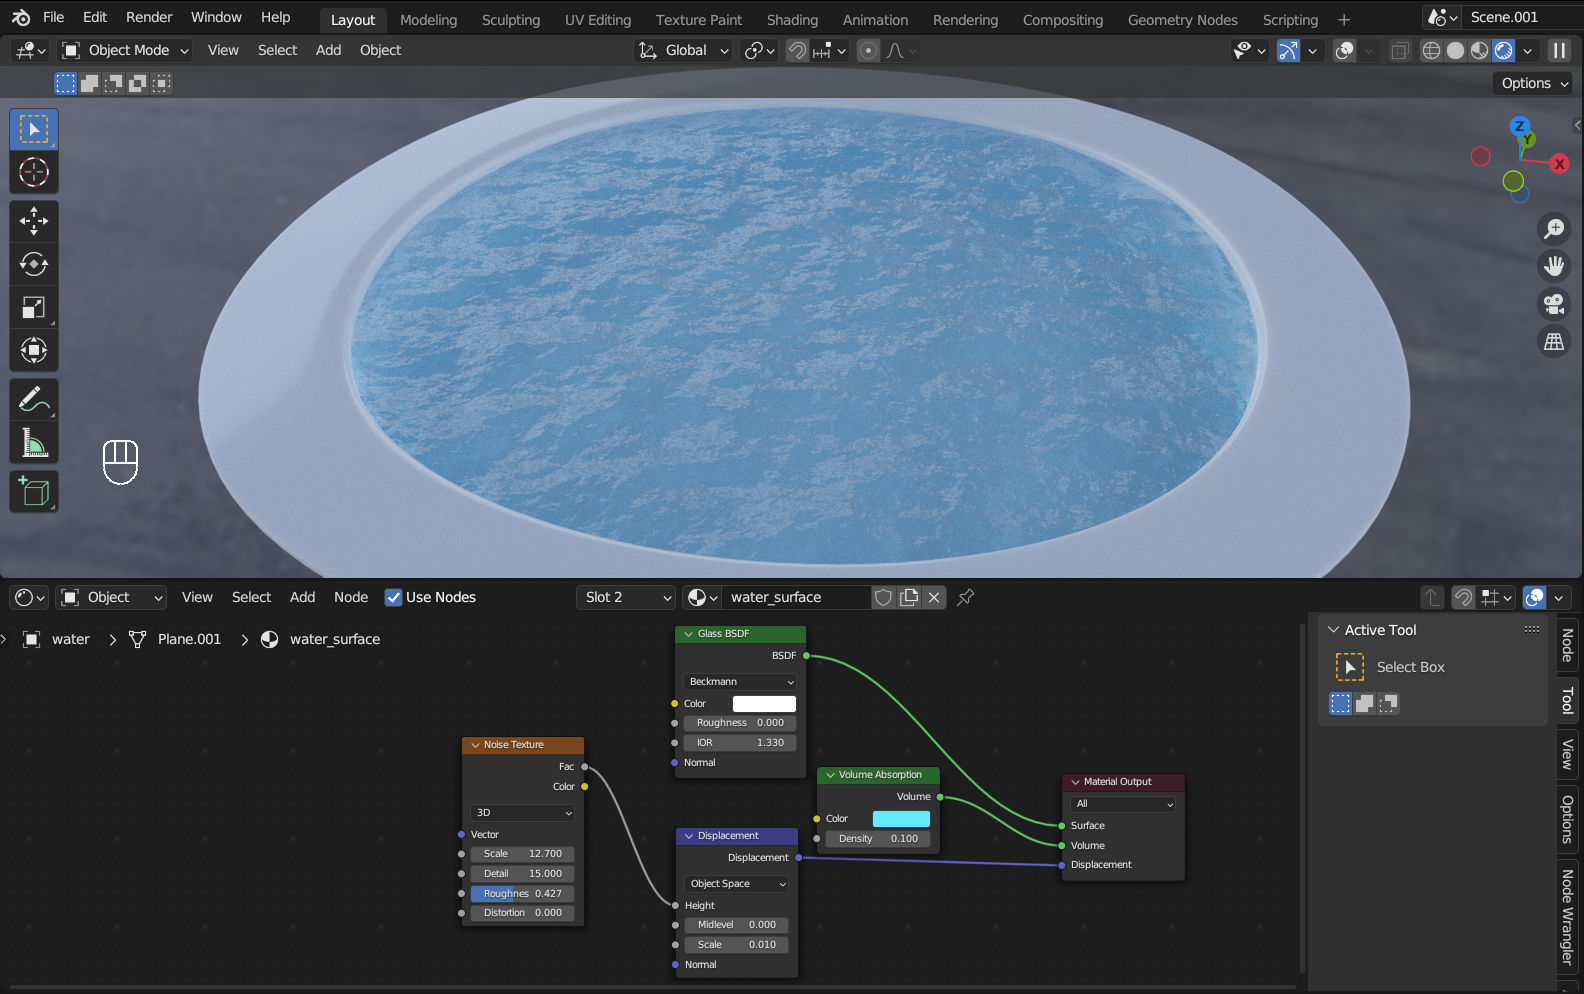 File Edit Render Window Help Layout Modeling Sculpting UV Editing Texture Paint Shading Animation Rendering Compositing Geometry Nodes Scripting + Scene.001
Object Mode View Select Add Object Global
Options
Z
Y
X
Object View Select Add Node Use Nodes Slot 2 water_surface
water > Plane.001 > water_surface
Glass BSDF
BSDF
Beckmann
Color
Roughness 0.000
IOR 1.330
Normal
Noise Texture
Fac
Color
3D
Vector
Scale 12.700
Detail 15.000
Roughnes 0.427
Distortion 0.000
Volume Absorption
Volume
Color
Density 0.100
Displacement
Displacement
Object Space
Height
Midlevel 0.000
Scale 0.010
Normal
Material Output
All
Surface
Volume
Displacement
Active Tool
Select Box
Node
Tool
View
Options
Node Wrangler